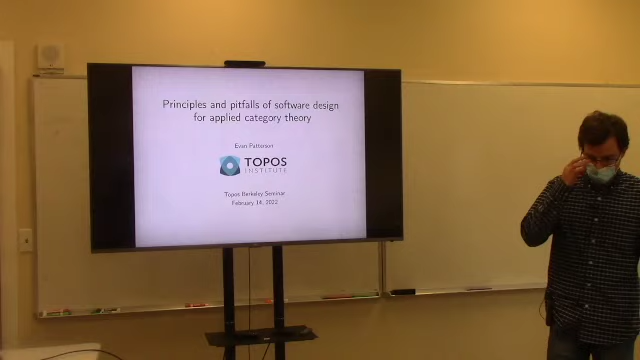 Principles and pitfalls of software design
for applied category theory
Evan Patterson
TOPOS
INSTITUTE
Topos Berkeley Seminar
February 14, 2022